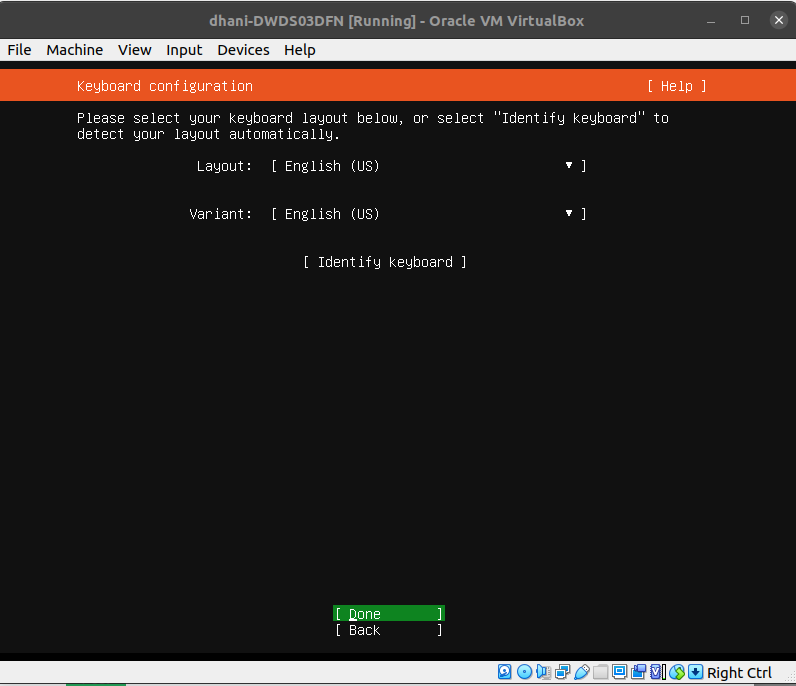 dhani-DWDS03DFN [Running] - Oracle VM VirtualBox
File Machine View Input Devices Help
Keyboard configuration [ Help ]
Please select your keyboard layout below, or select "Identify keyboard" to
detect your layout automatically.
Layout: [ English (US) ▾ ]
Variant: [ English (US) ▾ ]
[ Identify keyboard ]
[ Done ]
[ Back ]
Right Ctrl